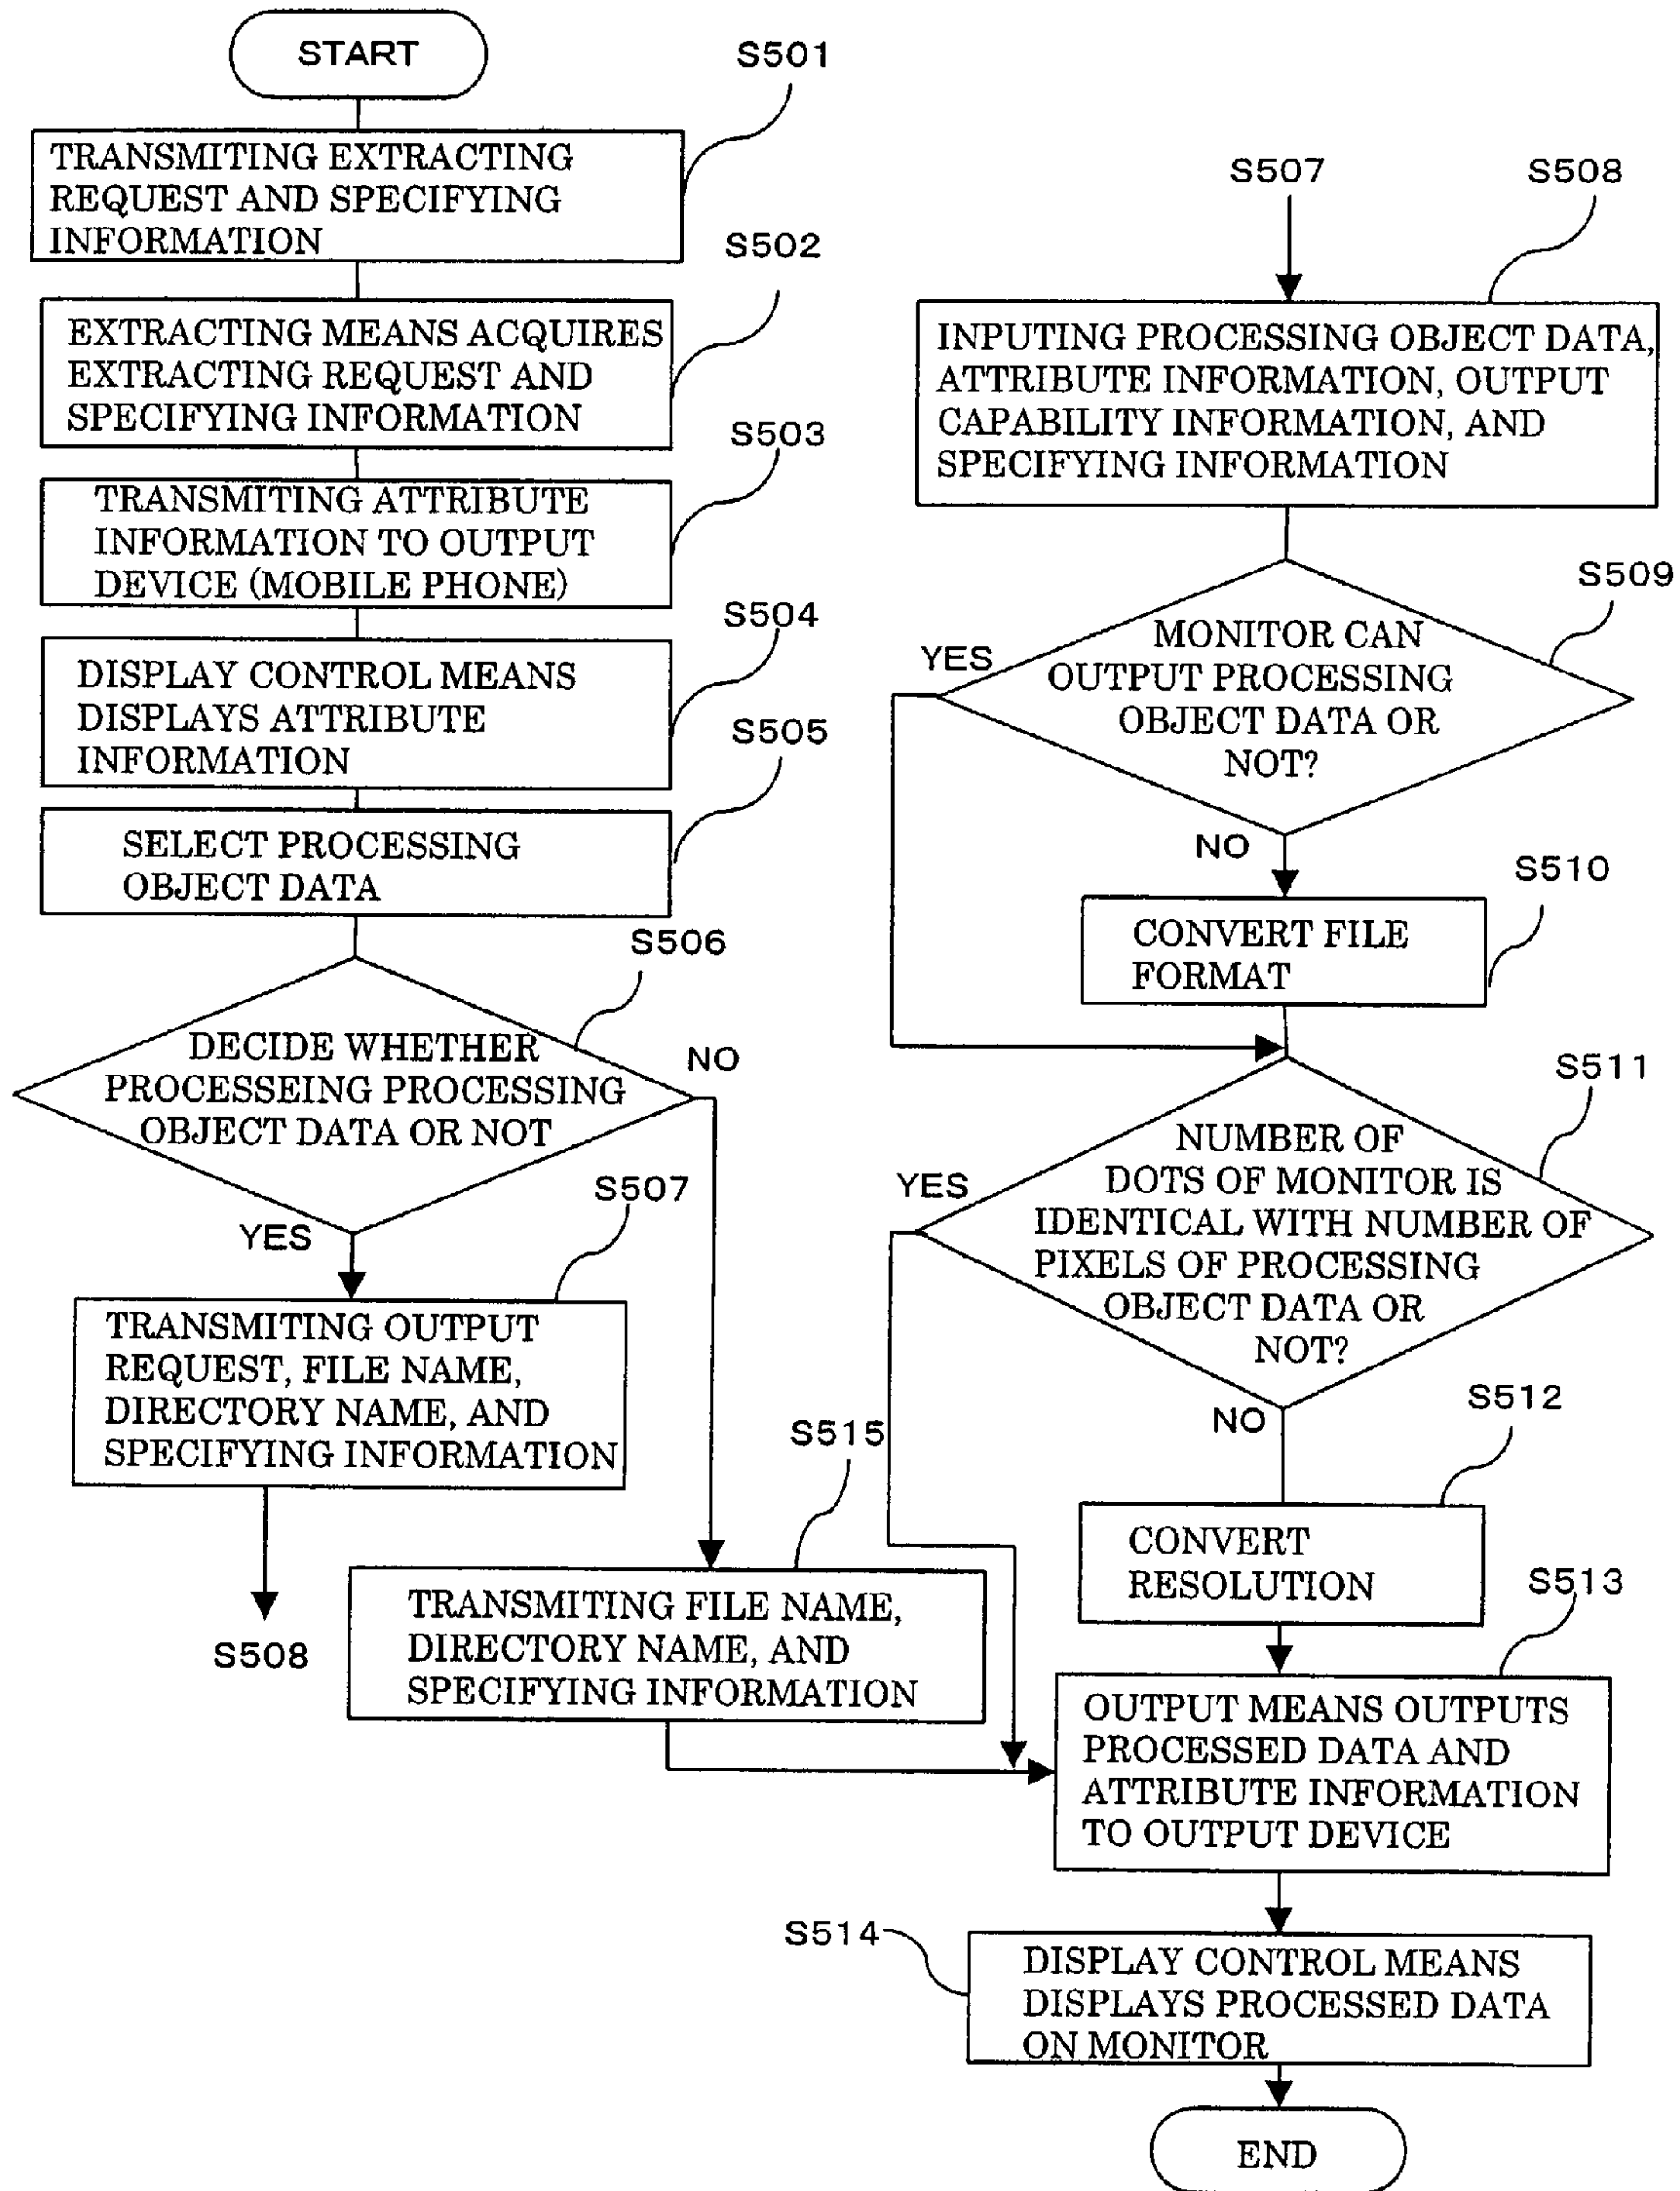 START
S501
TRANSMITING EXTRACTING
REQUEST AND SPECIFYING
INFORMATION
S502
EXTRACTING MEANS ACQUIRES
EXTRACTING REQUEST AND
SPECIFYING INFORMATION
S503
TRANSMITING ATTRIBUTE
INFORMATION TO OUTPUT
DEVICE (MOBILE PHONE)
S504
DISPLAY CONTROL MEANS
DISPLAYS ATTRIBUTE
INFORMATION
S505
SELECT PROCESSING
OBJECT DATA
S506
DECIDE WHETHER
PROCESSEING PROCESSING
OBJECT DATA OR NOT
NO
YES
S507
TRANSMITING OUTPUT
REQUEST, FILE NAME,
DIRECTORY NAME, AND
SPECIFYING INFORMATION
S508
S515
TRANSMITING FILE NAME,
DIRECTORY NAME, AND
SPECIFYING INFORMATION
S507
S508
INPUTING PROCESSING OBJECT DATA,
ATTRIBUTE INFORMATION, OUTPUT
CAPABILITY INFORMATION, AND
SPECIFYING INFORMATION
S509
YES
MONITOR CAN
OUTPUT PROCESSING
OBJECT DATA OR
NOT?
NO
S510
CONVERT FILE
FORMAT
S511
YES
NUMBER OF
DOTS OF MONITOR IS
IDENTICAL WITH NUMBER OF
PIXELS OF PROCESSING
OBJECT DATA OR
NOT?
NO
S512
CONVERT
RESOLUTION
S513
OUTPUT MEANS OUTPUTS
PROCESSED DATA AND
ATTRIBUTE INFORMATION
TO OUTPUT DEVICE
S514
DISPLAY CONTROL MEANS
DISPLAYS PROCESSED DATA
ON MONITOR
END